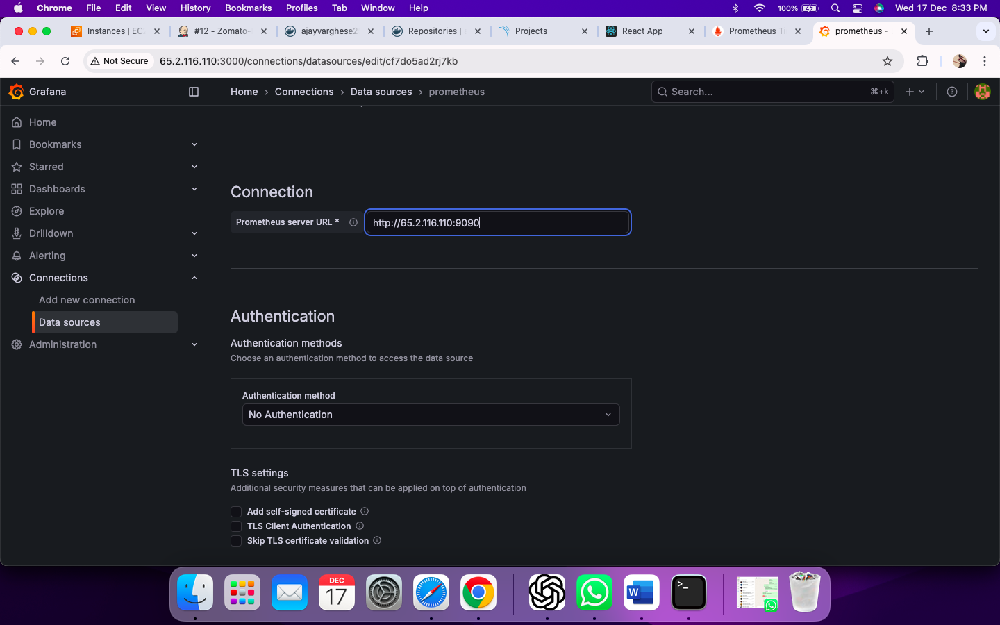 Chrome File Edit View History Bookmarks Profiles Tab Window Help 100% Wed 17 Dec 8:33 PM
Instances | EC2 #12 - Zomato- ajayvarghese2 Repositories | Projects React App Prometheus Ti prometheus -
Not Secure 65.2.116.110:3000/connections/datasources/edit/cf7do5ad2rj7kb
Grafana
Home › Connections › Data sources › prometheus
Search... ⌘+k
Home
Bookmarks
Starred
Dashboards
Explore
Drilldown
Alerting
Connections
Add new connection
Data sources
Administration
Connection
Prometheus server URL *
http://65.2.116.110:9090
Authentication
Authentication methods
Choose an authentication method to access the data source
Authentication method
No Authentication
TLS settings
Additional security measures that can be applied on top of authentication
Add self-signed certificate
TLS Client Authentication
Skip TLS certificate validation
DEC
17
W
>_